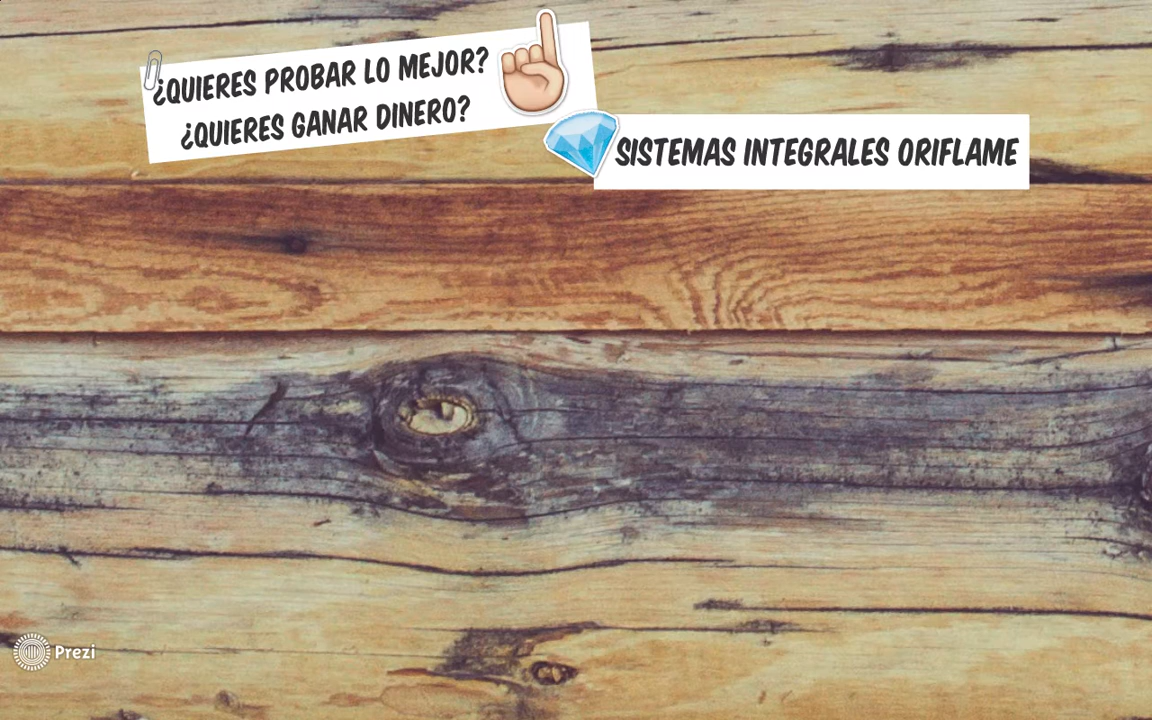 ¿QUIERES PROBAR LO MEJOR?
¿QUIERES GANAR DINERO?
SISTEMAS INTEGRALES ORIFLAME
Prezi